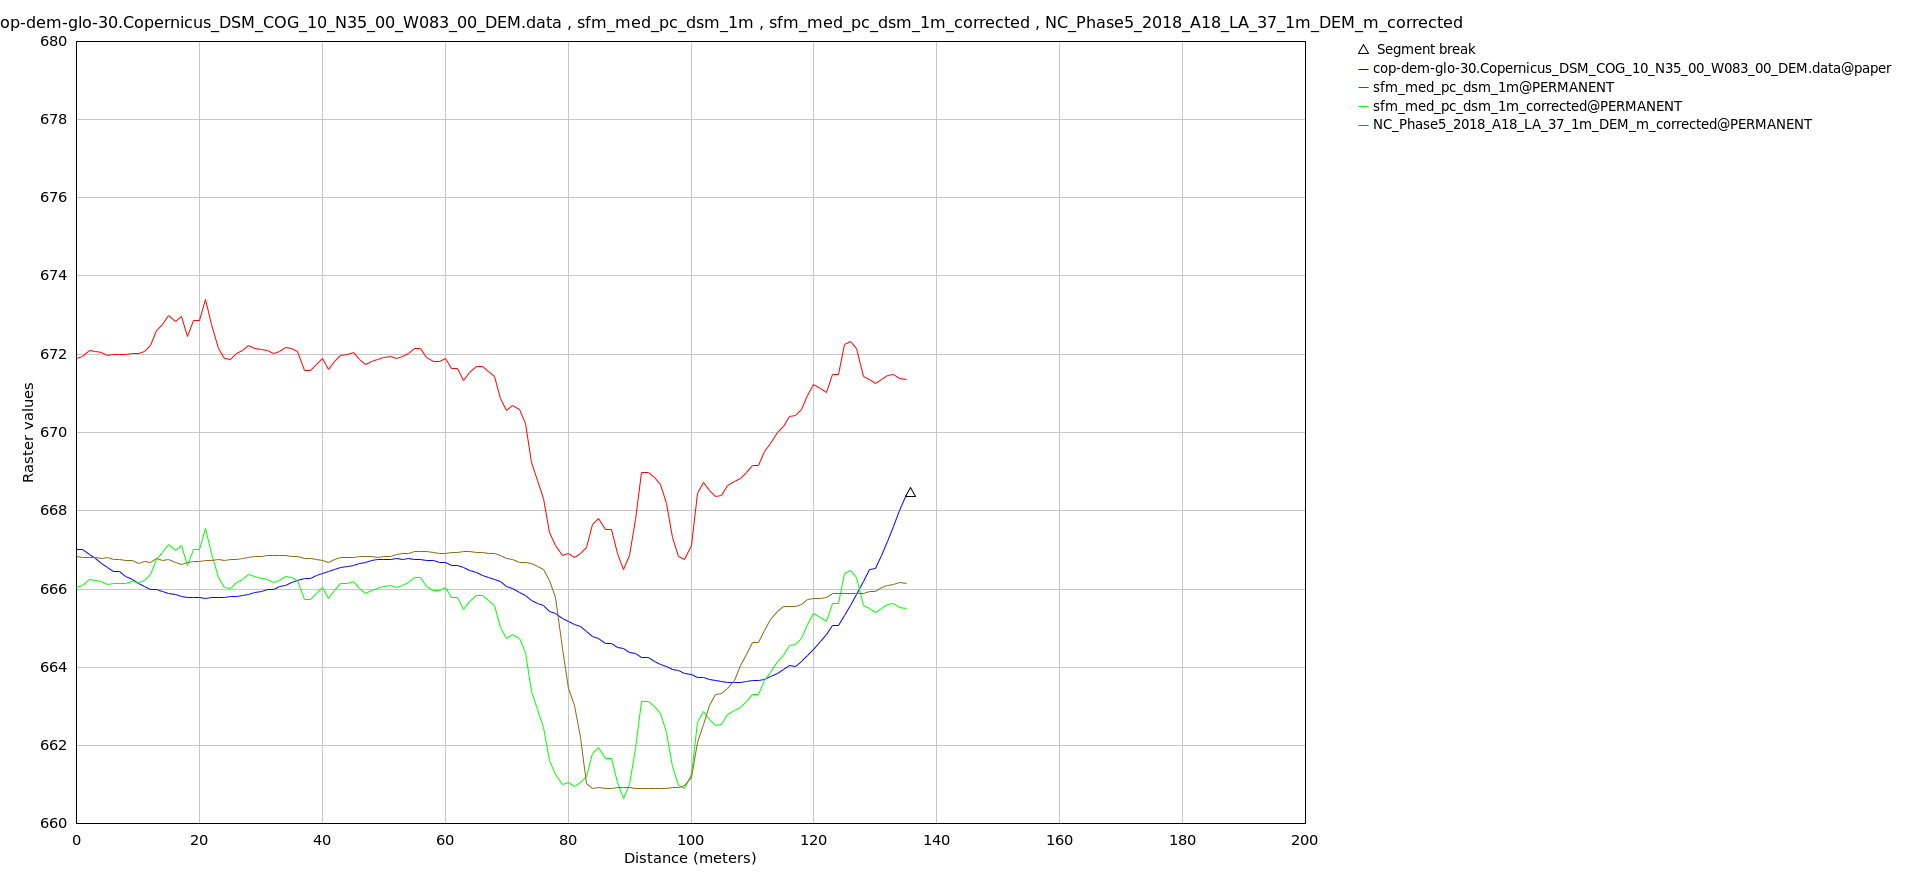 op-dem-glo-30.Copernicus_DSM_COG_10_N35_00_W083_00_DEM.data , sfm_med_pc_dsm_1m , sfm_med_pc_dsm_1m_corrected , NC_Phase5_2018_A18_LA_37_1m_DEM_m_corrected
Segment break
cop-dem-glo-30.Copernicus_DSM_COG_10_N35_00_W083_00_DEM.data@paper
sfm_med_pc_dsm_1m@PERMANENT
sfm_med_pc_dsm_1m_corrected@PERMANENT
NC_Phase5_2018_A18_LA_37_1m_DEM_m_corrected@PERMANENT
Raster values
680
678
676
674
672
670
668
666
664
662
660
0 20 40 60 80 100 120 140 160 180 200
Distance (meters)